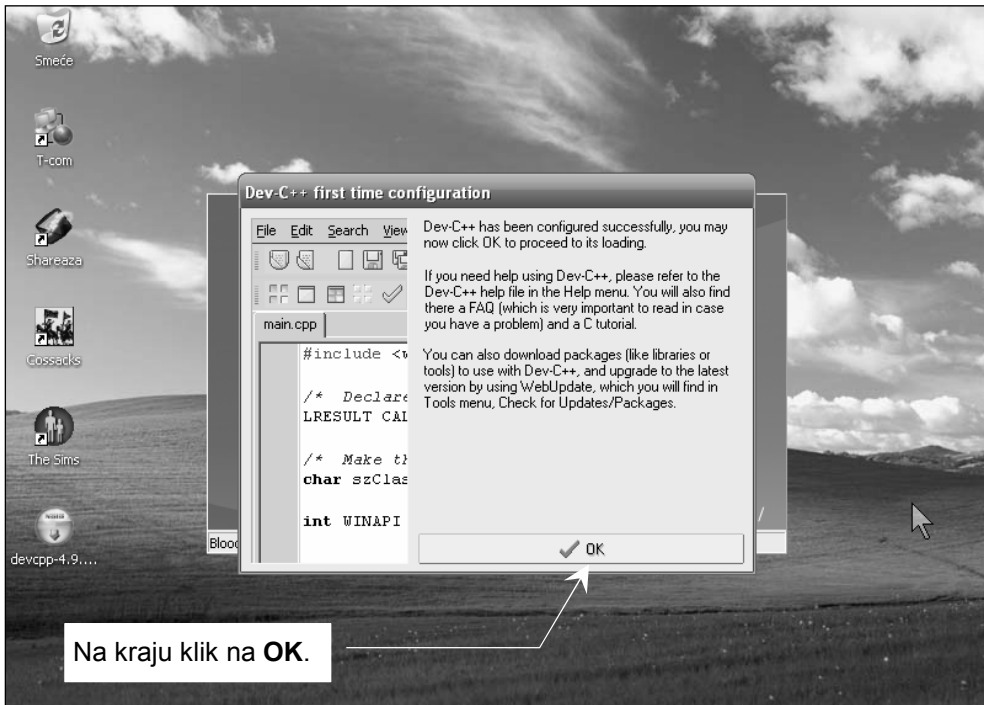 Smeće
T-com
Shareaza
Cossacks
The Sims
devcpp-4.9....
Dev-C++ first time configuration
File Edit Search View
main.cpp
#include <w
/* Declare
LRESULT CAL
/* Make th
char szClas
int WINAPI
Dev-C++ has been configured successfully, you may
now click OK to proceed to its loading.
If you need help using Dev-C++, please refer to the
Dev-C++ help file in the Help menu. You will also find
there a FAQ (which is very important to read in case
you have a problem) and a C tutorial.
You can also download packages (like libraries or
tools) to use with Dev-C++, and upgrade to the latest
version by using WebUpdate, which you will find in
Tools menu, Check for Updates/Packages.
OK
Bloo
Na kraju klik na OK.